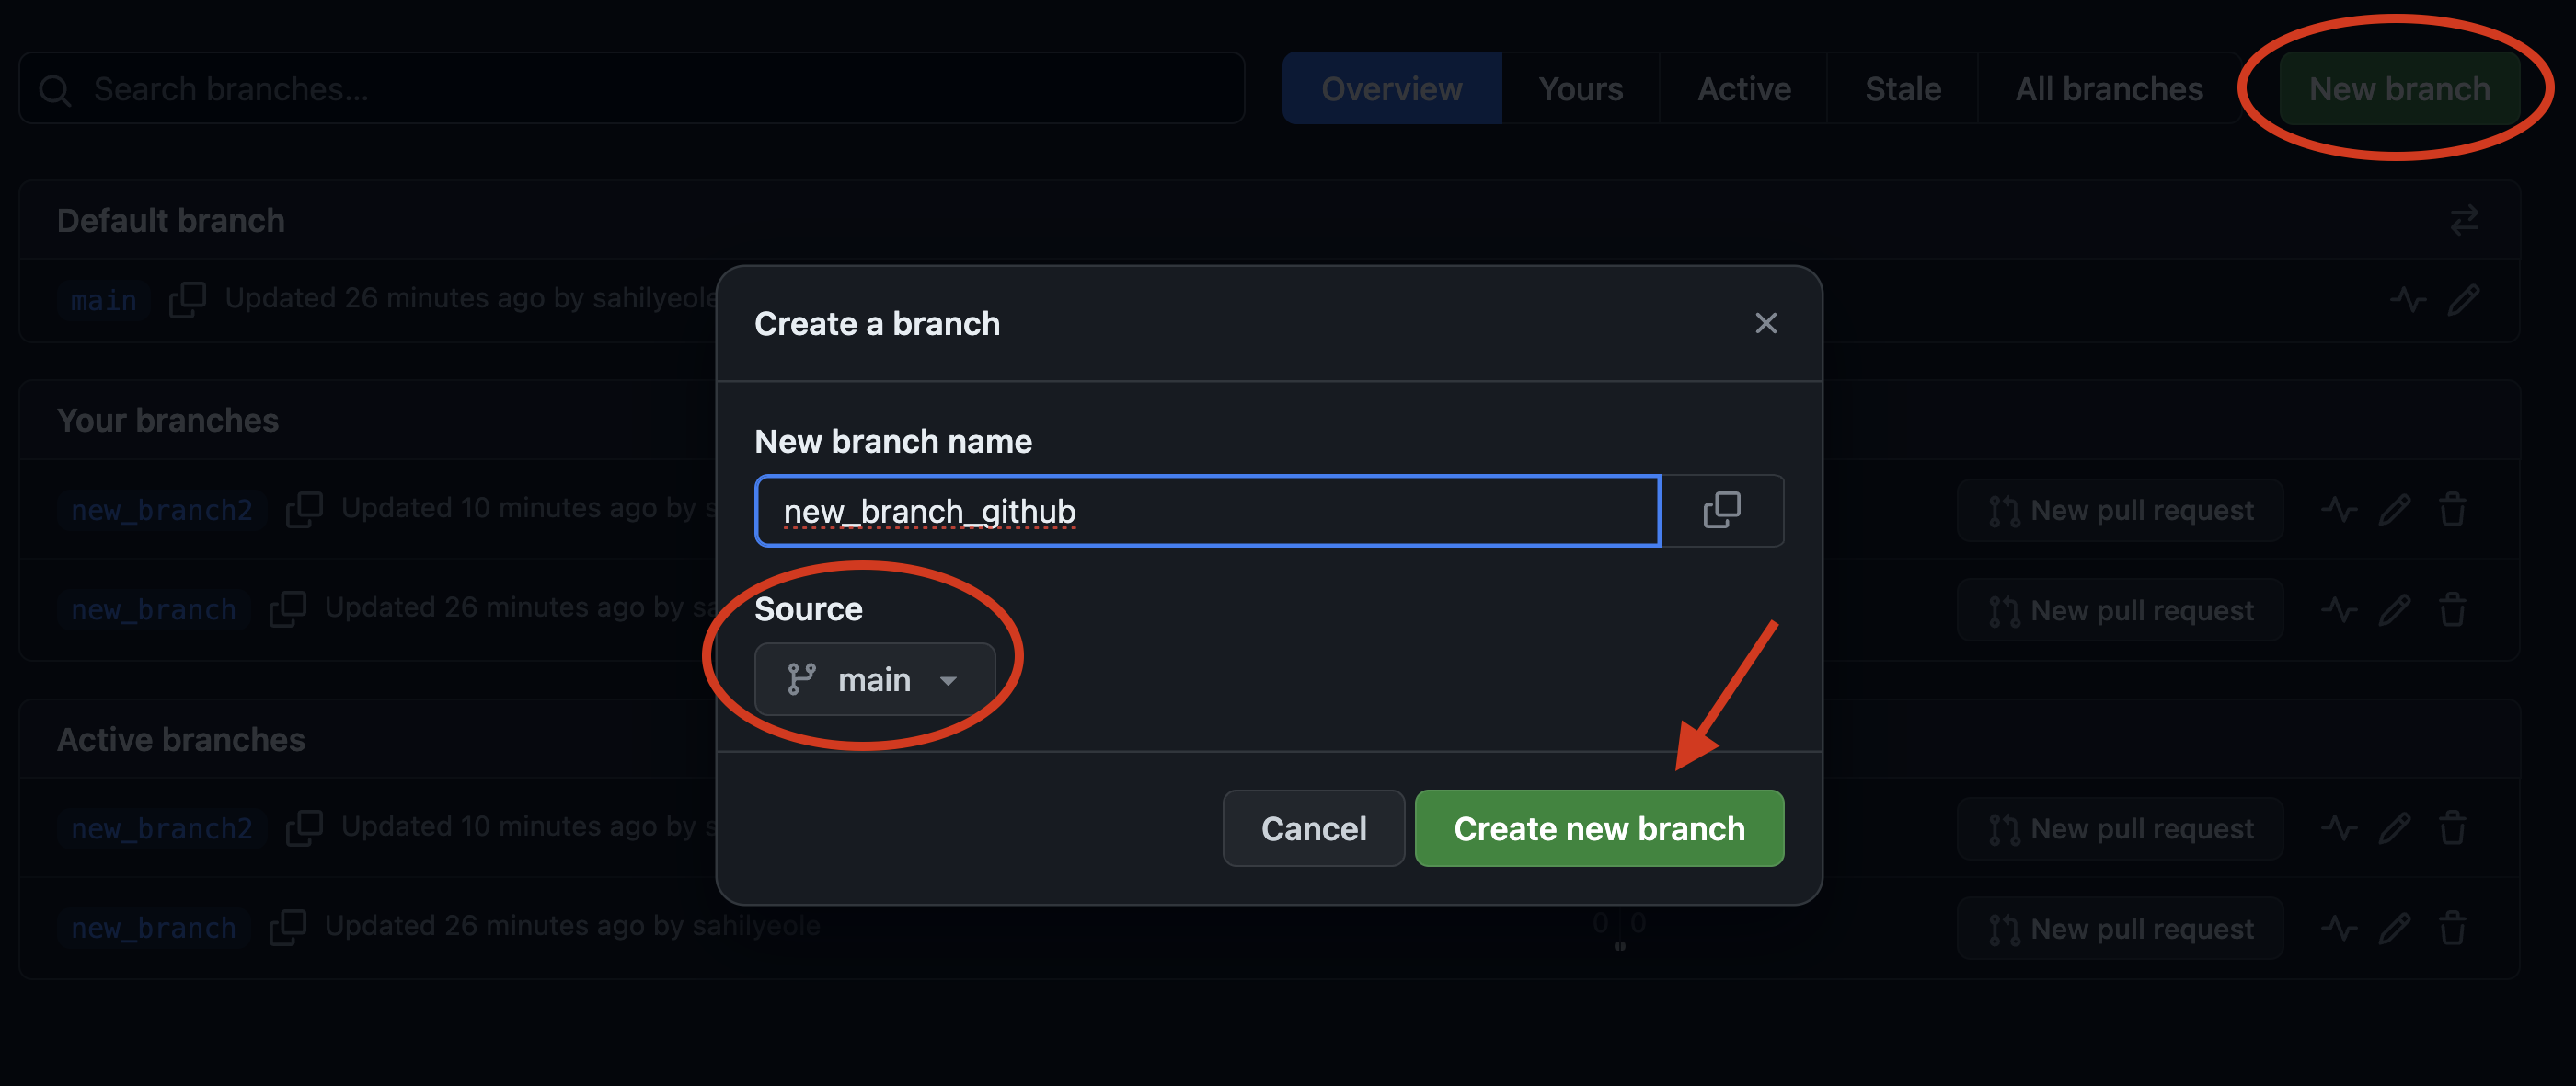 Search branches...
Overview Yours Active Stale All branches New branch
Default branch
main Updated 26 minutes ago by sahilyeole
Create a branch
New branch name
new_branch_github
Source
main
Cancel Create new branch
Your branches
new_branch2 Updated 10 minutes ago by s New pull request
new_branch Updated 26 minutes ago by sa New pull request
Active branches
new_branch2 Updated 10 minutes ago by s New pull request
new_branch Updated 26 minutes ago by sahilyeole 0 0 New pull request